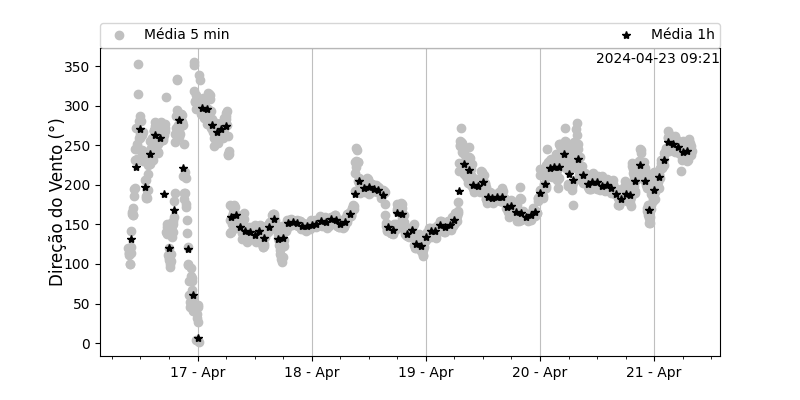 Média 5 min
Média 1h
2024-04-23 09:21
Direção do Vento (°)
350
300
250
200
150
100
50
0
17 - Apr
18 - Apr
19 - Apr
20 - Apr
21 - Apr